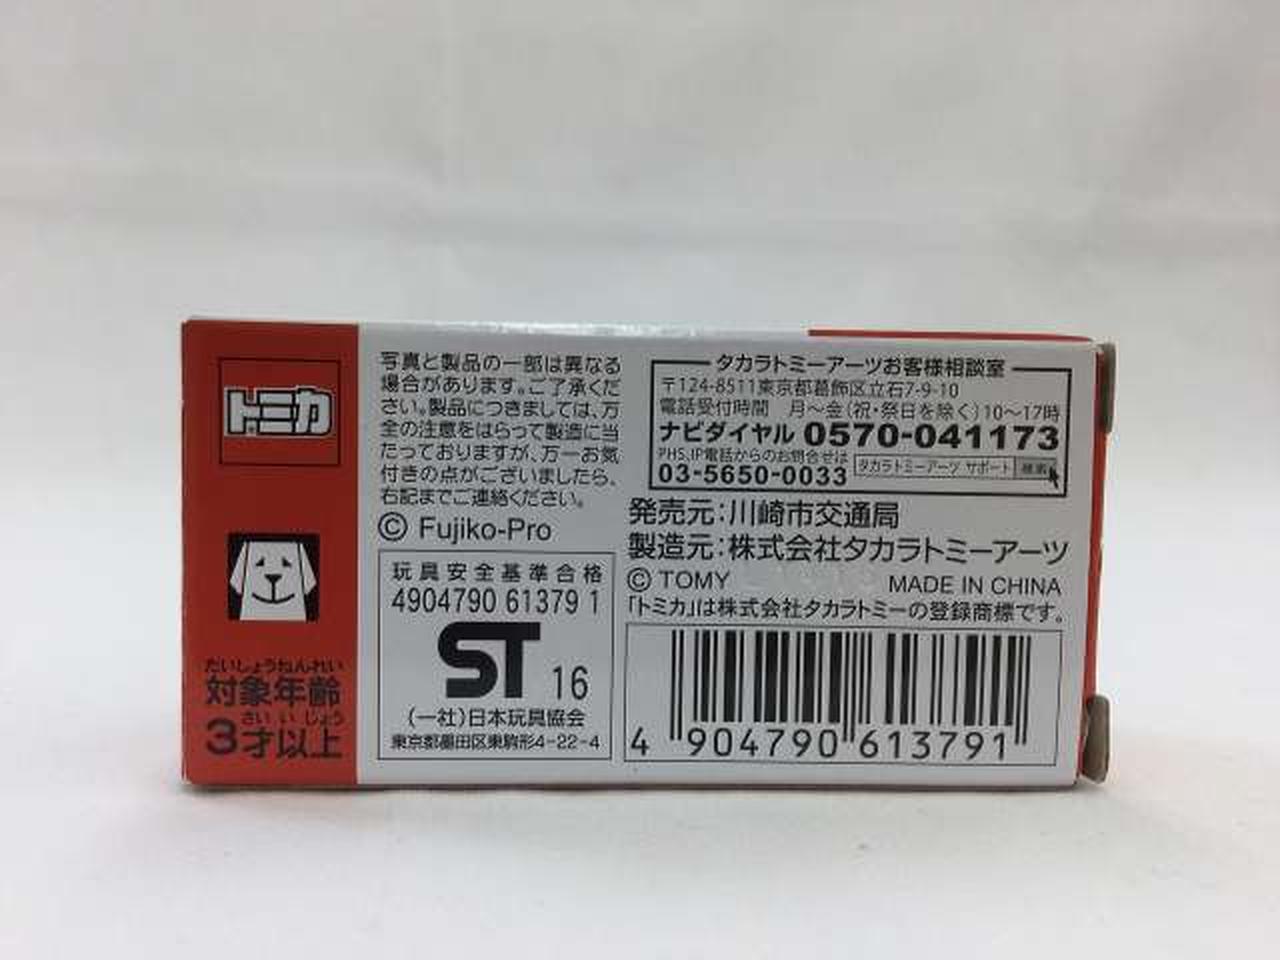 トミカ
だいしょうねんれい
対象年齢
さい い じょう
3才以上
写真と製品の一部は異なる
場合があります。ご了承くだ
さい。製品につきましては、万
全の注意をはらって製造に当
たっておりますが、万一お気
付きの点がございましたら、
右記までご連絡ください。
© Fujiko-Pro
玩具安全基準合格
4904790 61379 1
ST 16
(一社)日本玩具協会
東京都墨田区東駒形4-22-4
タカラトミーアーツお客様相談室
〒124-8511東京都葛飾区立石7-9-10
電話受付時間 月～金(祝・祭日を除く)10～17時
ナビダイヤル 0570-041173
PHS、IP電話からのお問合せは
03-5650-0033
タカラトミーアーツ サポート 検索
発売元:川崎市交通局
製造元:株式会社タカラトミーアーツ
© TOMY MADE IN CHINA
「トミカ」は株式会社タカラトミーの登録商標です。
4 904790 613791